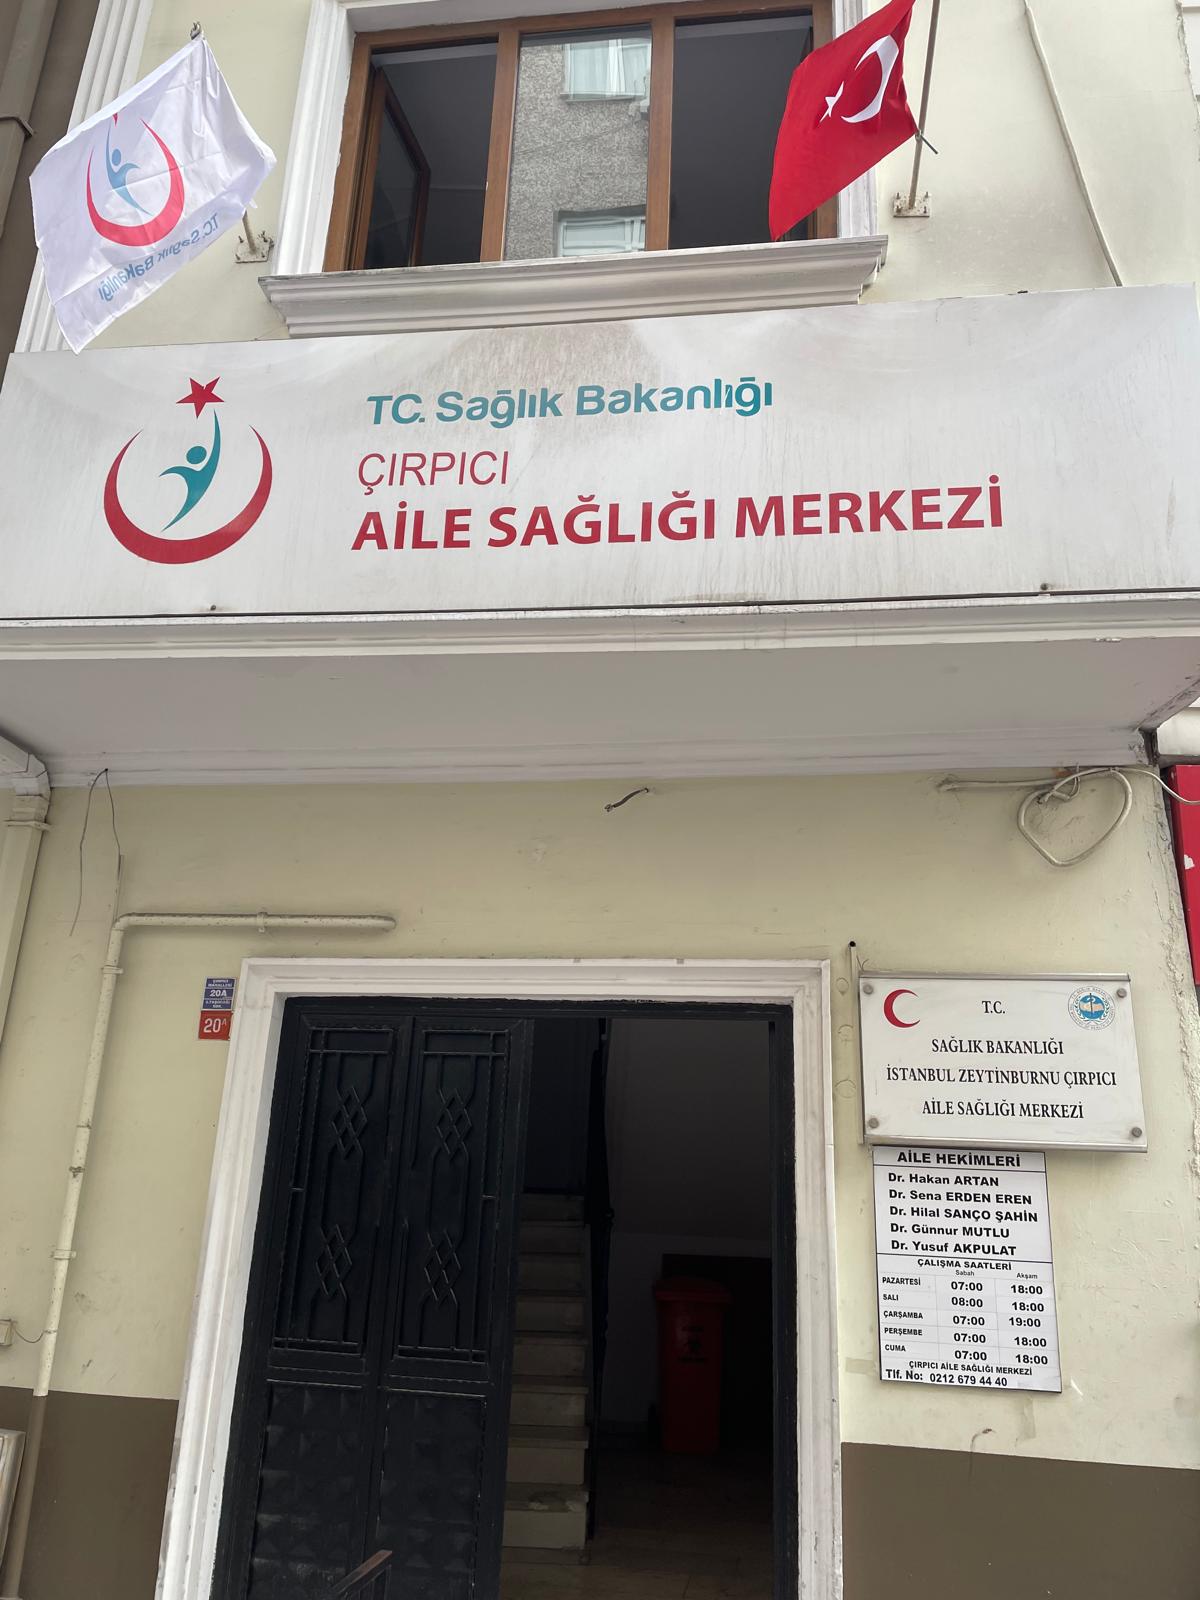 T.C. Sağlık Bakanlığı
TC. Sağlık Bakanlığı
ÇIRPICI
AİLE SAĞLIĞI MERKEZİ
ÇIRPICI
MAHALLESİ
20A
20A
T.C.
SAĞLIK BAKANLIĞI
İSTANBUL ZEYTİNBURNU ÇIRPICI
AİLE SAĞLIĞI MERKEZİ
AİLE HEKİMLERİ
Dr. Hakan ARTAN
Dr. Sena ERDEN EREN
Dr. Hilal SANÇO ŞAHİN
Dr. Günnur MUTLU
Dr. Yusuf AKPULAT
ÇALIŞMA SAATLERİ
Sabah Akşam
PAZARTESİ 07:00 18:00
SALI 08:00 18:00
ÇARŞAMBA 07:00 19:00
PERŞEMBE 07:00 18:00
CUMA 07:00 18:00
ÇIRPICI AİLE SAĞLIĞI MERKEZİ
Tlf. No: 0212 679 44 40